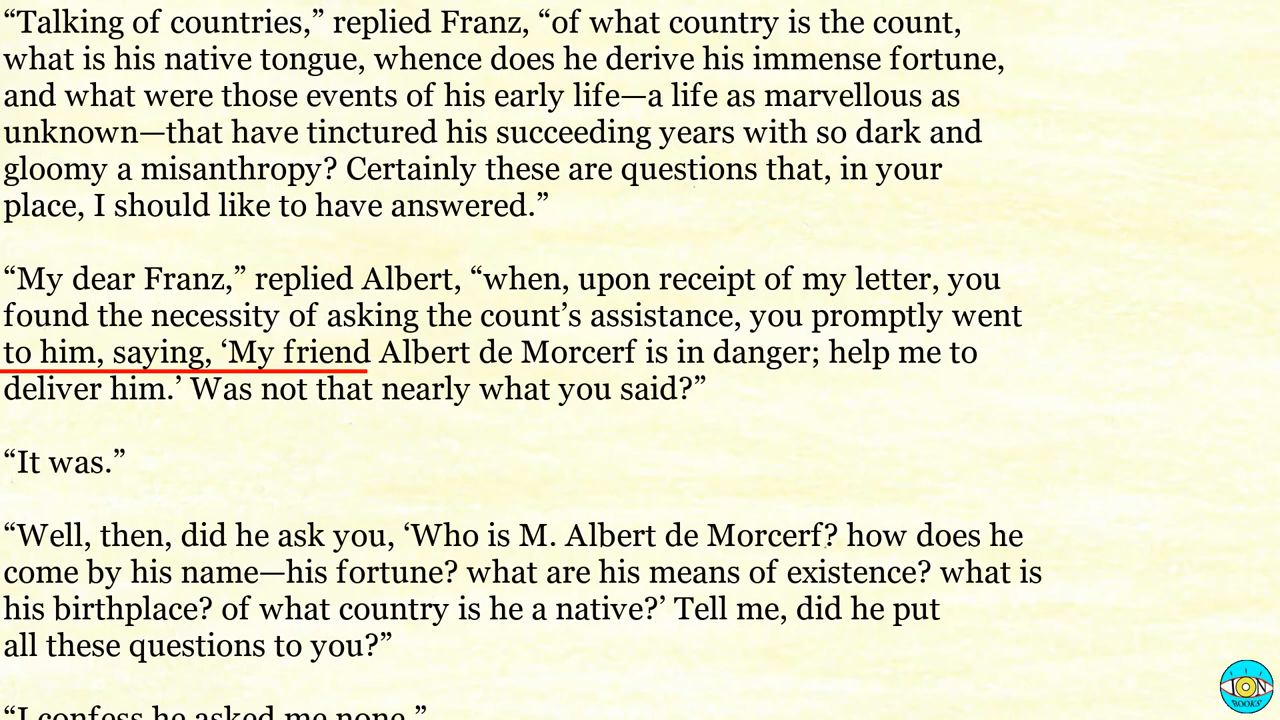 “Talking of countries,” replied Franz, “of what country is the count,
what is his native tongue, whence does he derive his immense fortune,
and what were those events of his early life—a life as marvellous as
unknown—that have tinctured his succeeding years with so dark and
gloomy a misanthropy? Certainly these are questions that, in your
place, I should like to have answered.”
“My dear Franz,” replied Albert, “when, upon receipt of my letter, you
found the necessity of asking the count’s assistance, you promptly went
to him, saying, ‘My friend Albert de Morcerf is in danger; help me to
deliver him.’ Was not that nearly what you said?”
“It was.”
“Well, then, did he ask you, ‘Who is M. Albert de Morcerf? how does he
come by his name—his fortune? what are his means of existence? what is
his birthplace? of what country is he a native?’ Tell me, did he put
all these questions to you?”
“I confess he asked me none.”
ION
BOOKS